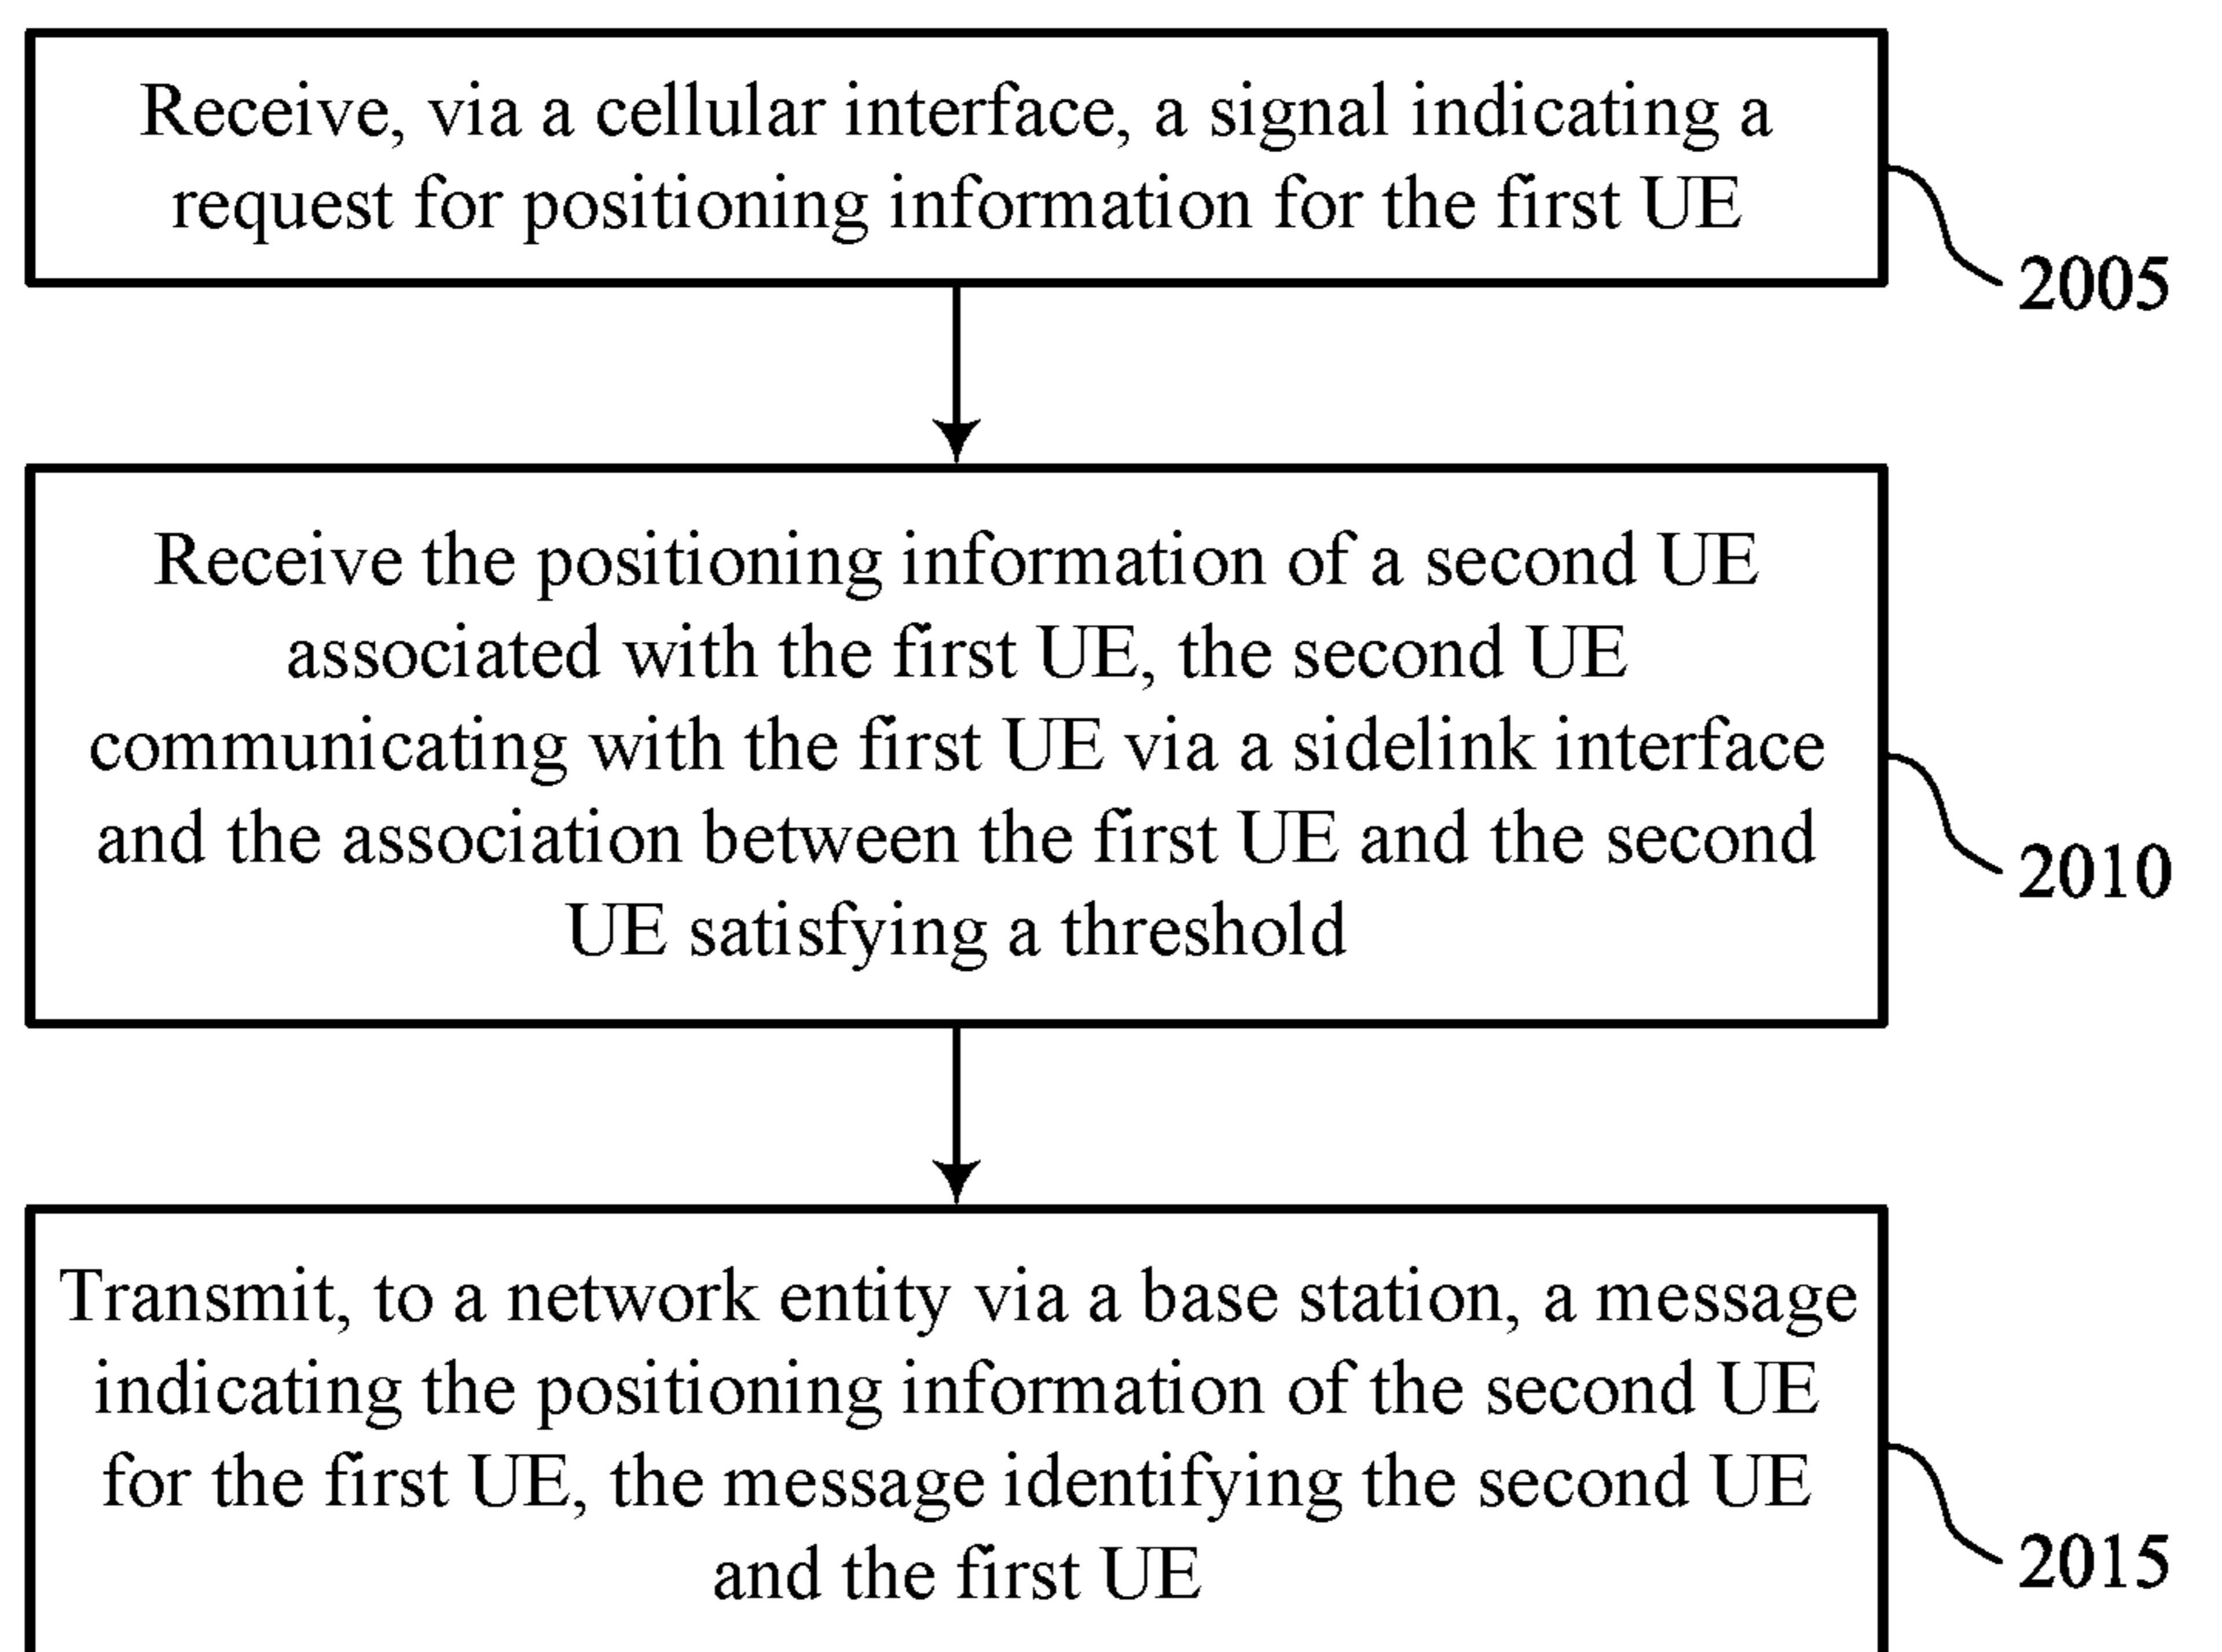 Receive, via a cellular interface, a signal indicating a
request for positioning information for the first UE
2005
Receive the positioning information of a second UE
associated with the first UE, the second UE
communicating with the first UE via a sidelink interface
and the association between the first UE and the second
UE satisfying a threshold
2010
Transmit, to a network entity via a base station, a message
indicating the positioning information of the second UE
for the first UE, the message identifying the second UE
and the first UE
2015